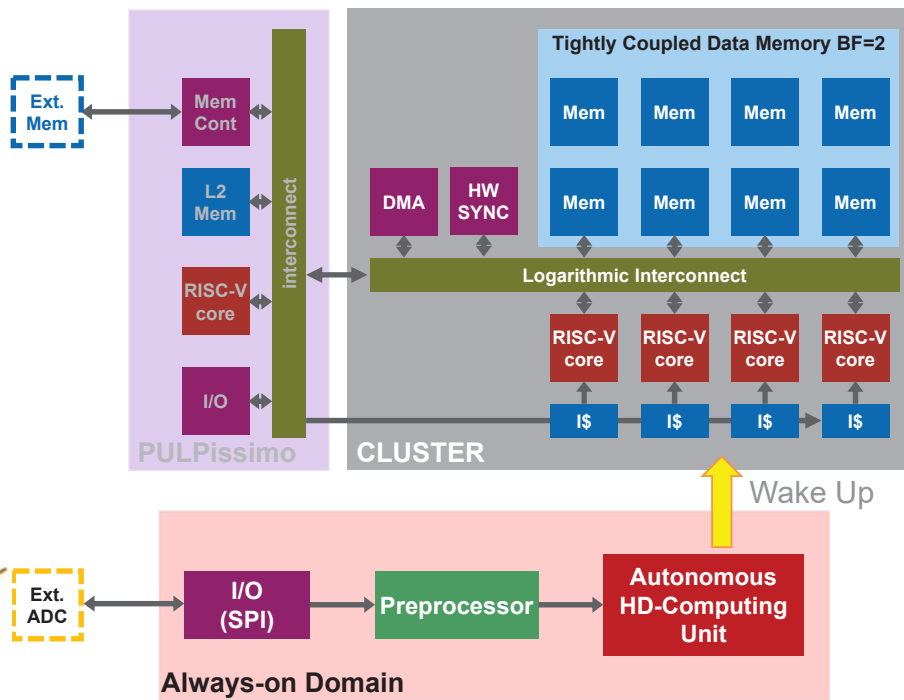 Tightly Coupled Data Memory BF=2
Ext.
Mem
Mem
Cont
L2
Mem
RISC-V
core
I/O
interconnect
PULPissimo
Mem
Mem
Mem
Mem
Mem
Mem
Mem
Mem
DMA
HW
SYNC
Logarithmic Interconnect
RISC-V
core
RISC-V
core
RISC-V
core
RISC-V
core
I$
I$
I$
I$
CLUSTER
Wake Up
Ext.
ADC
I/O
(SPI)
Preprocessor
Autonomous
HD-Computing
Unit
Always-on Domain